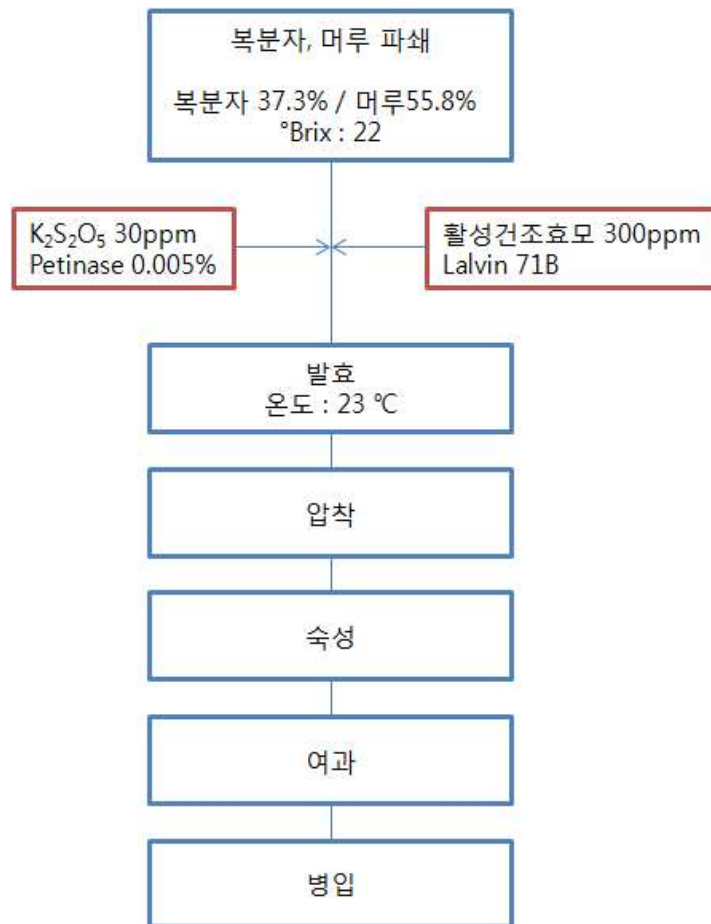 복분자, 머루 파쇄
복분자 37.3% / 머루55.8%
°Brix : 22
K₂S₂O₅ 30ppm
Petinase 0.005%
활성건조효모 300ppm
Lalvin 71B
발효
온도 : 23 ℃
압착
숙성
여과
병입